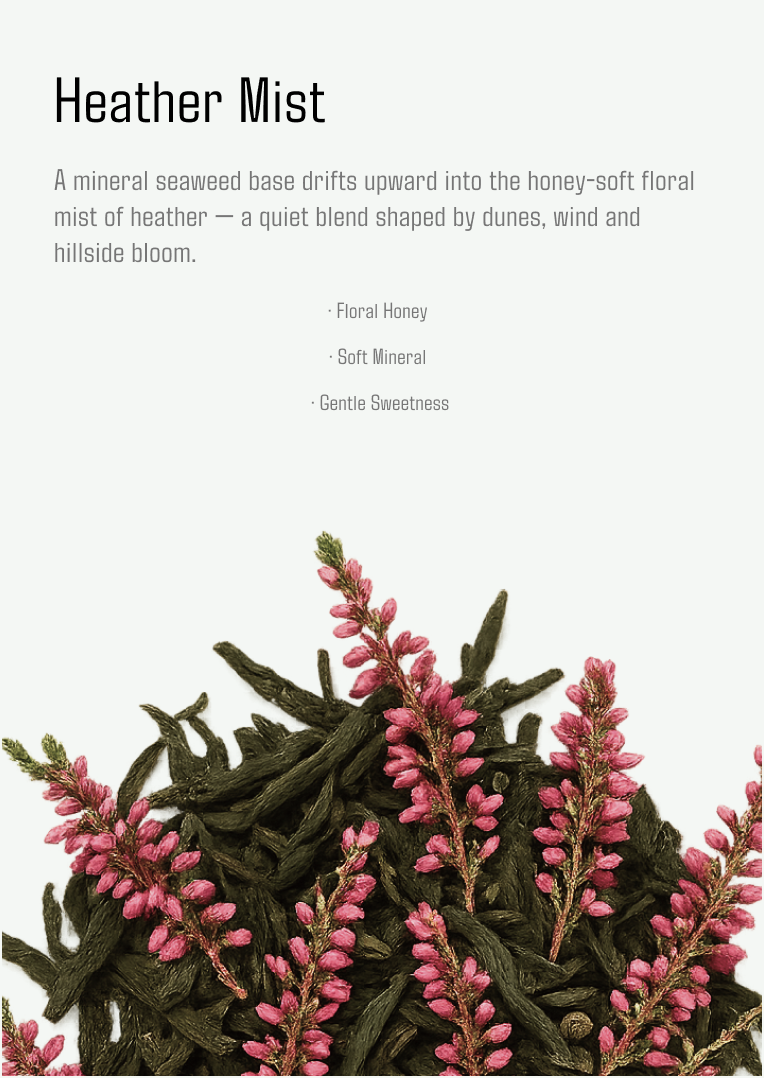 Heather Mist
A mineral seaweed base drifts upward into the honey-soft floral
mist of heather — a quiet blend shaped by dunes, wind and
hillside bloom.
· Floral Honey
· Soft Mineral
· Gentle Sweetness